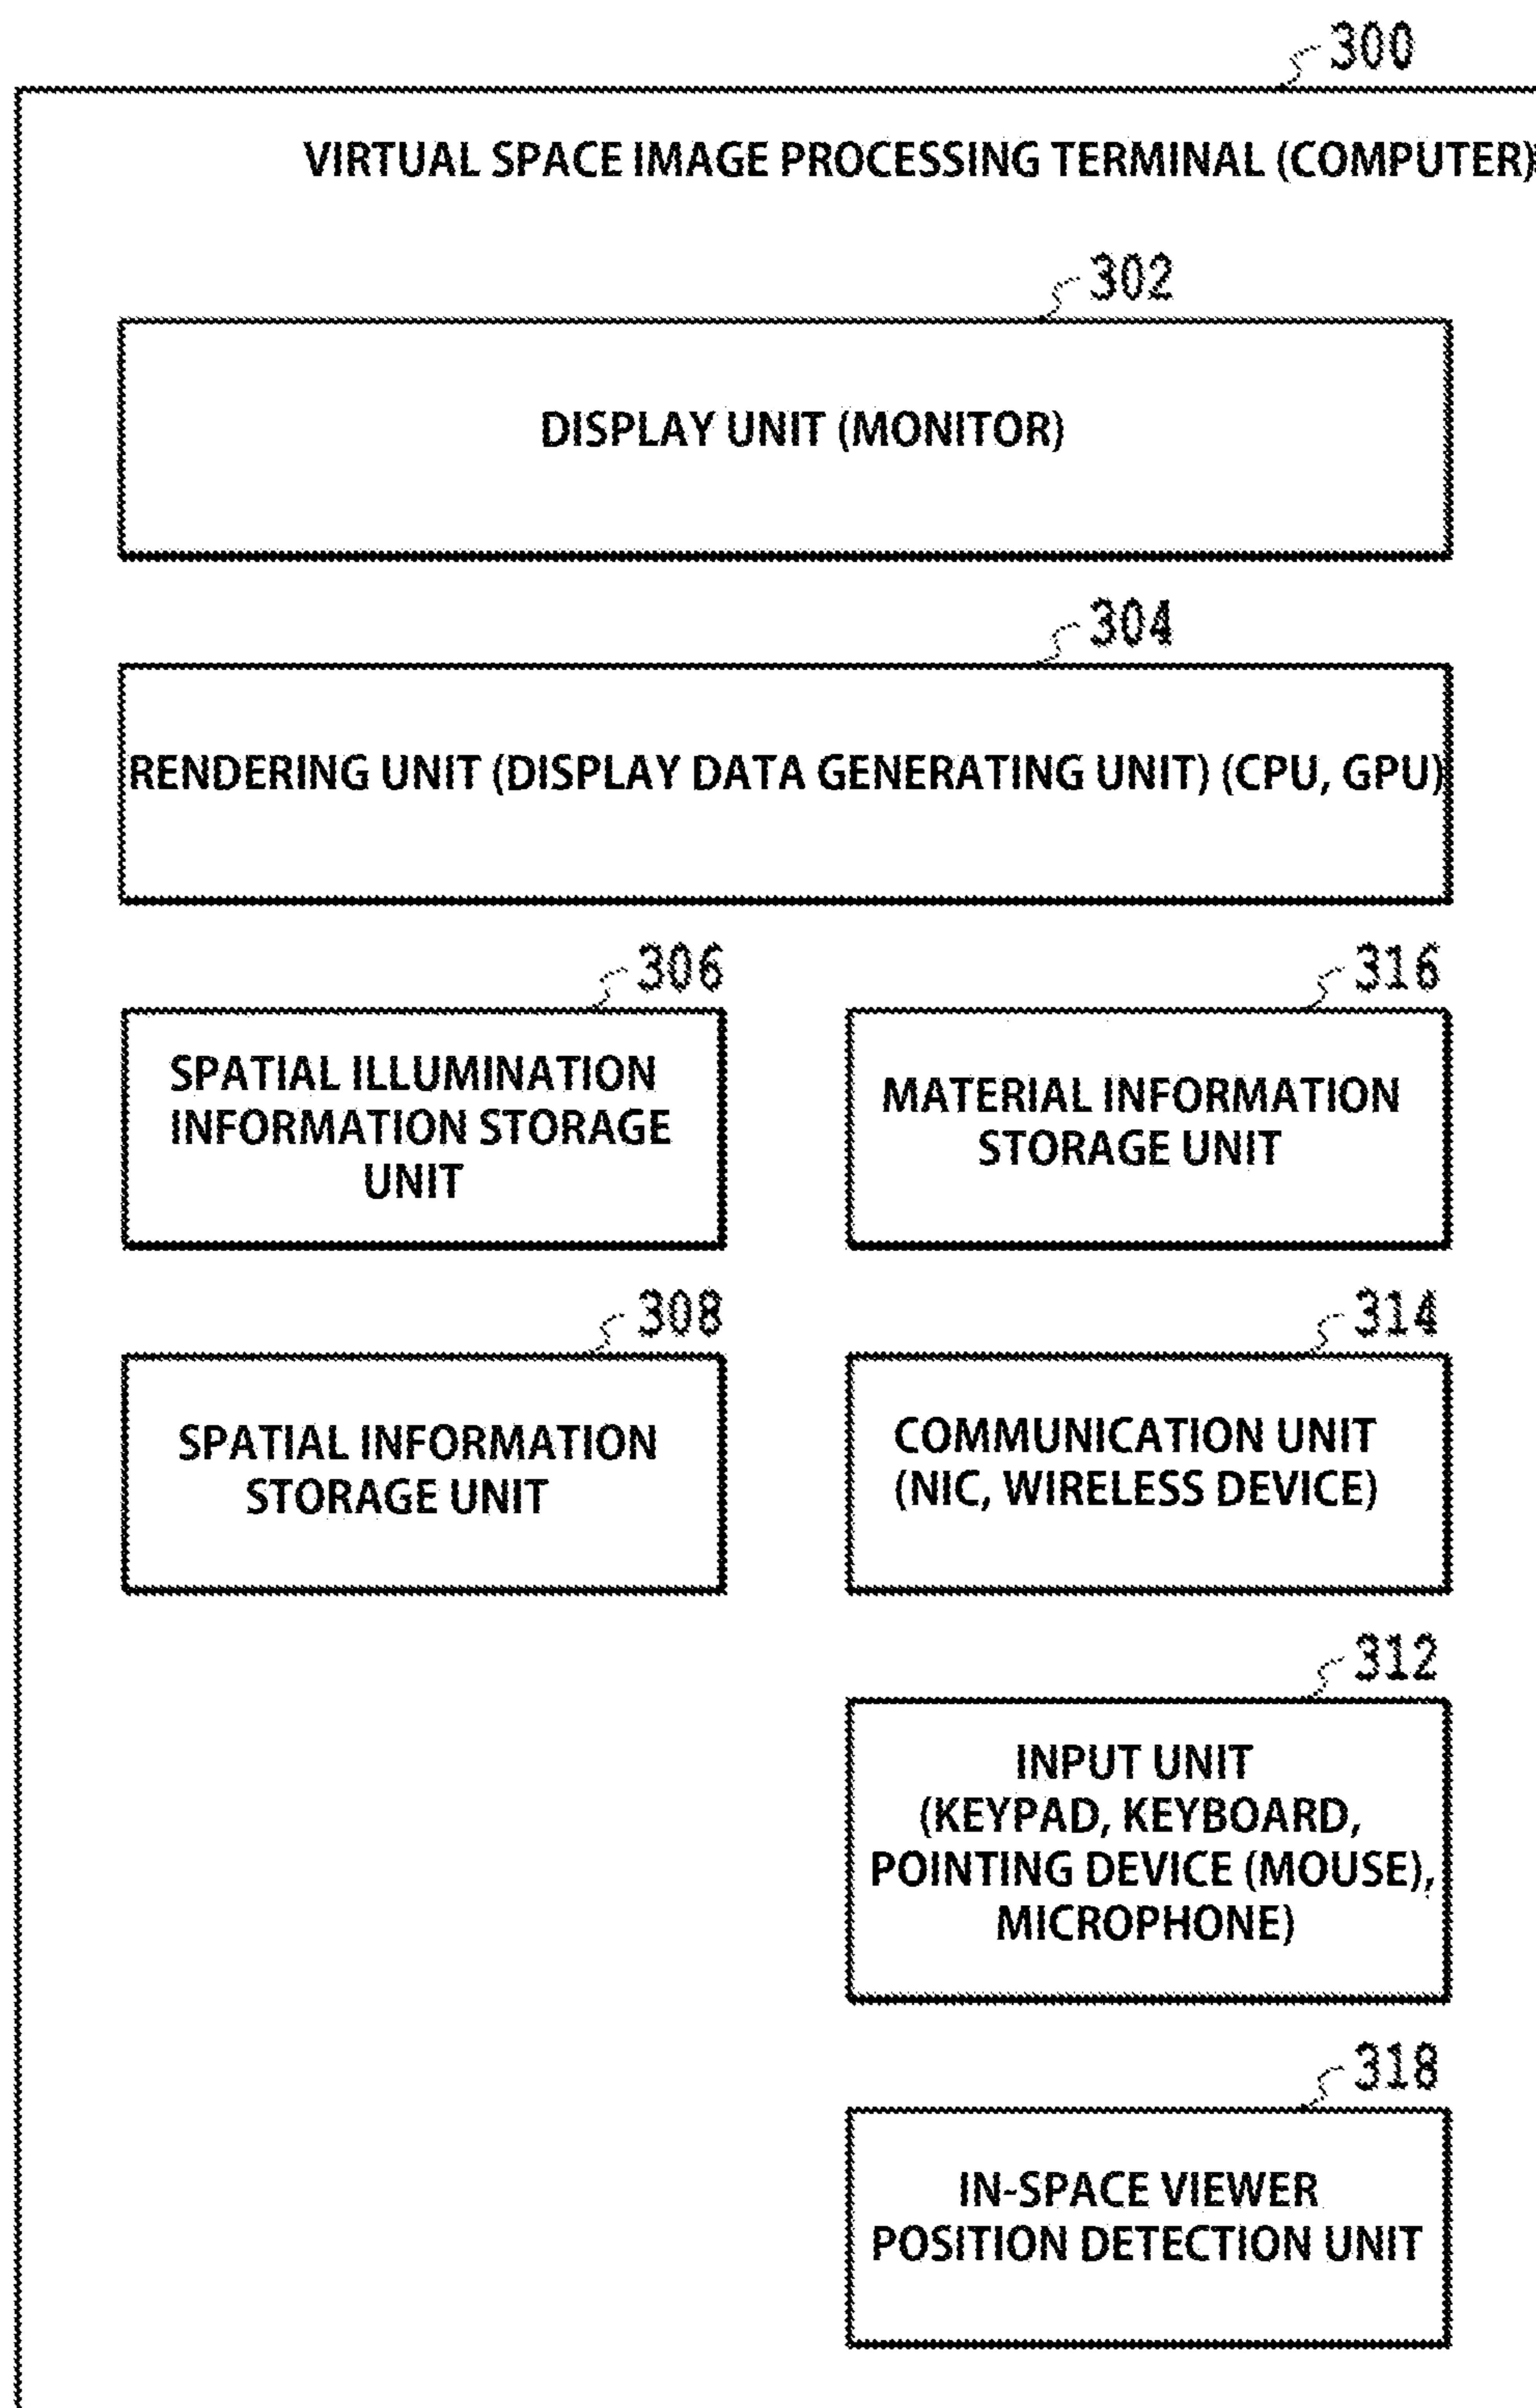 300
VIRTUAL SPACE IMAGE PROCESSING TERMINAL (COMPUTER)
302
DISPLAY UNIT (MONITOR)
304
RENDERING UNIT (DISPLAY DATA GENERATING UNIT) (CPU, GPU)
306
SPATIAL ILLUMINATION
INFORMATION STORAGE
UNIT
316
MATERIAL INFORMATION
STORAGE UNIT
308
SPATIAL INFORMATION
STORAGE UNIT
314
COMMUNICATION UNIT
(NIC, WIRELESS DEVICE)
312
INPUT UNIT
(KEYPAD, KEYBOARD,
POINTING DEVICE (MOUSE),
MICROPHONE)
318
IN-SPACE VIEWER
POSITION DETECTION UNIT